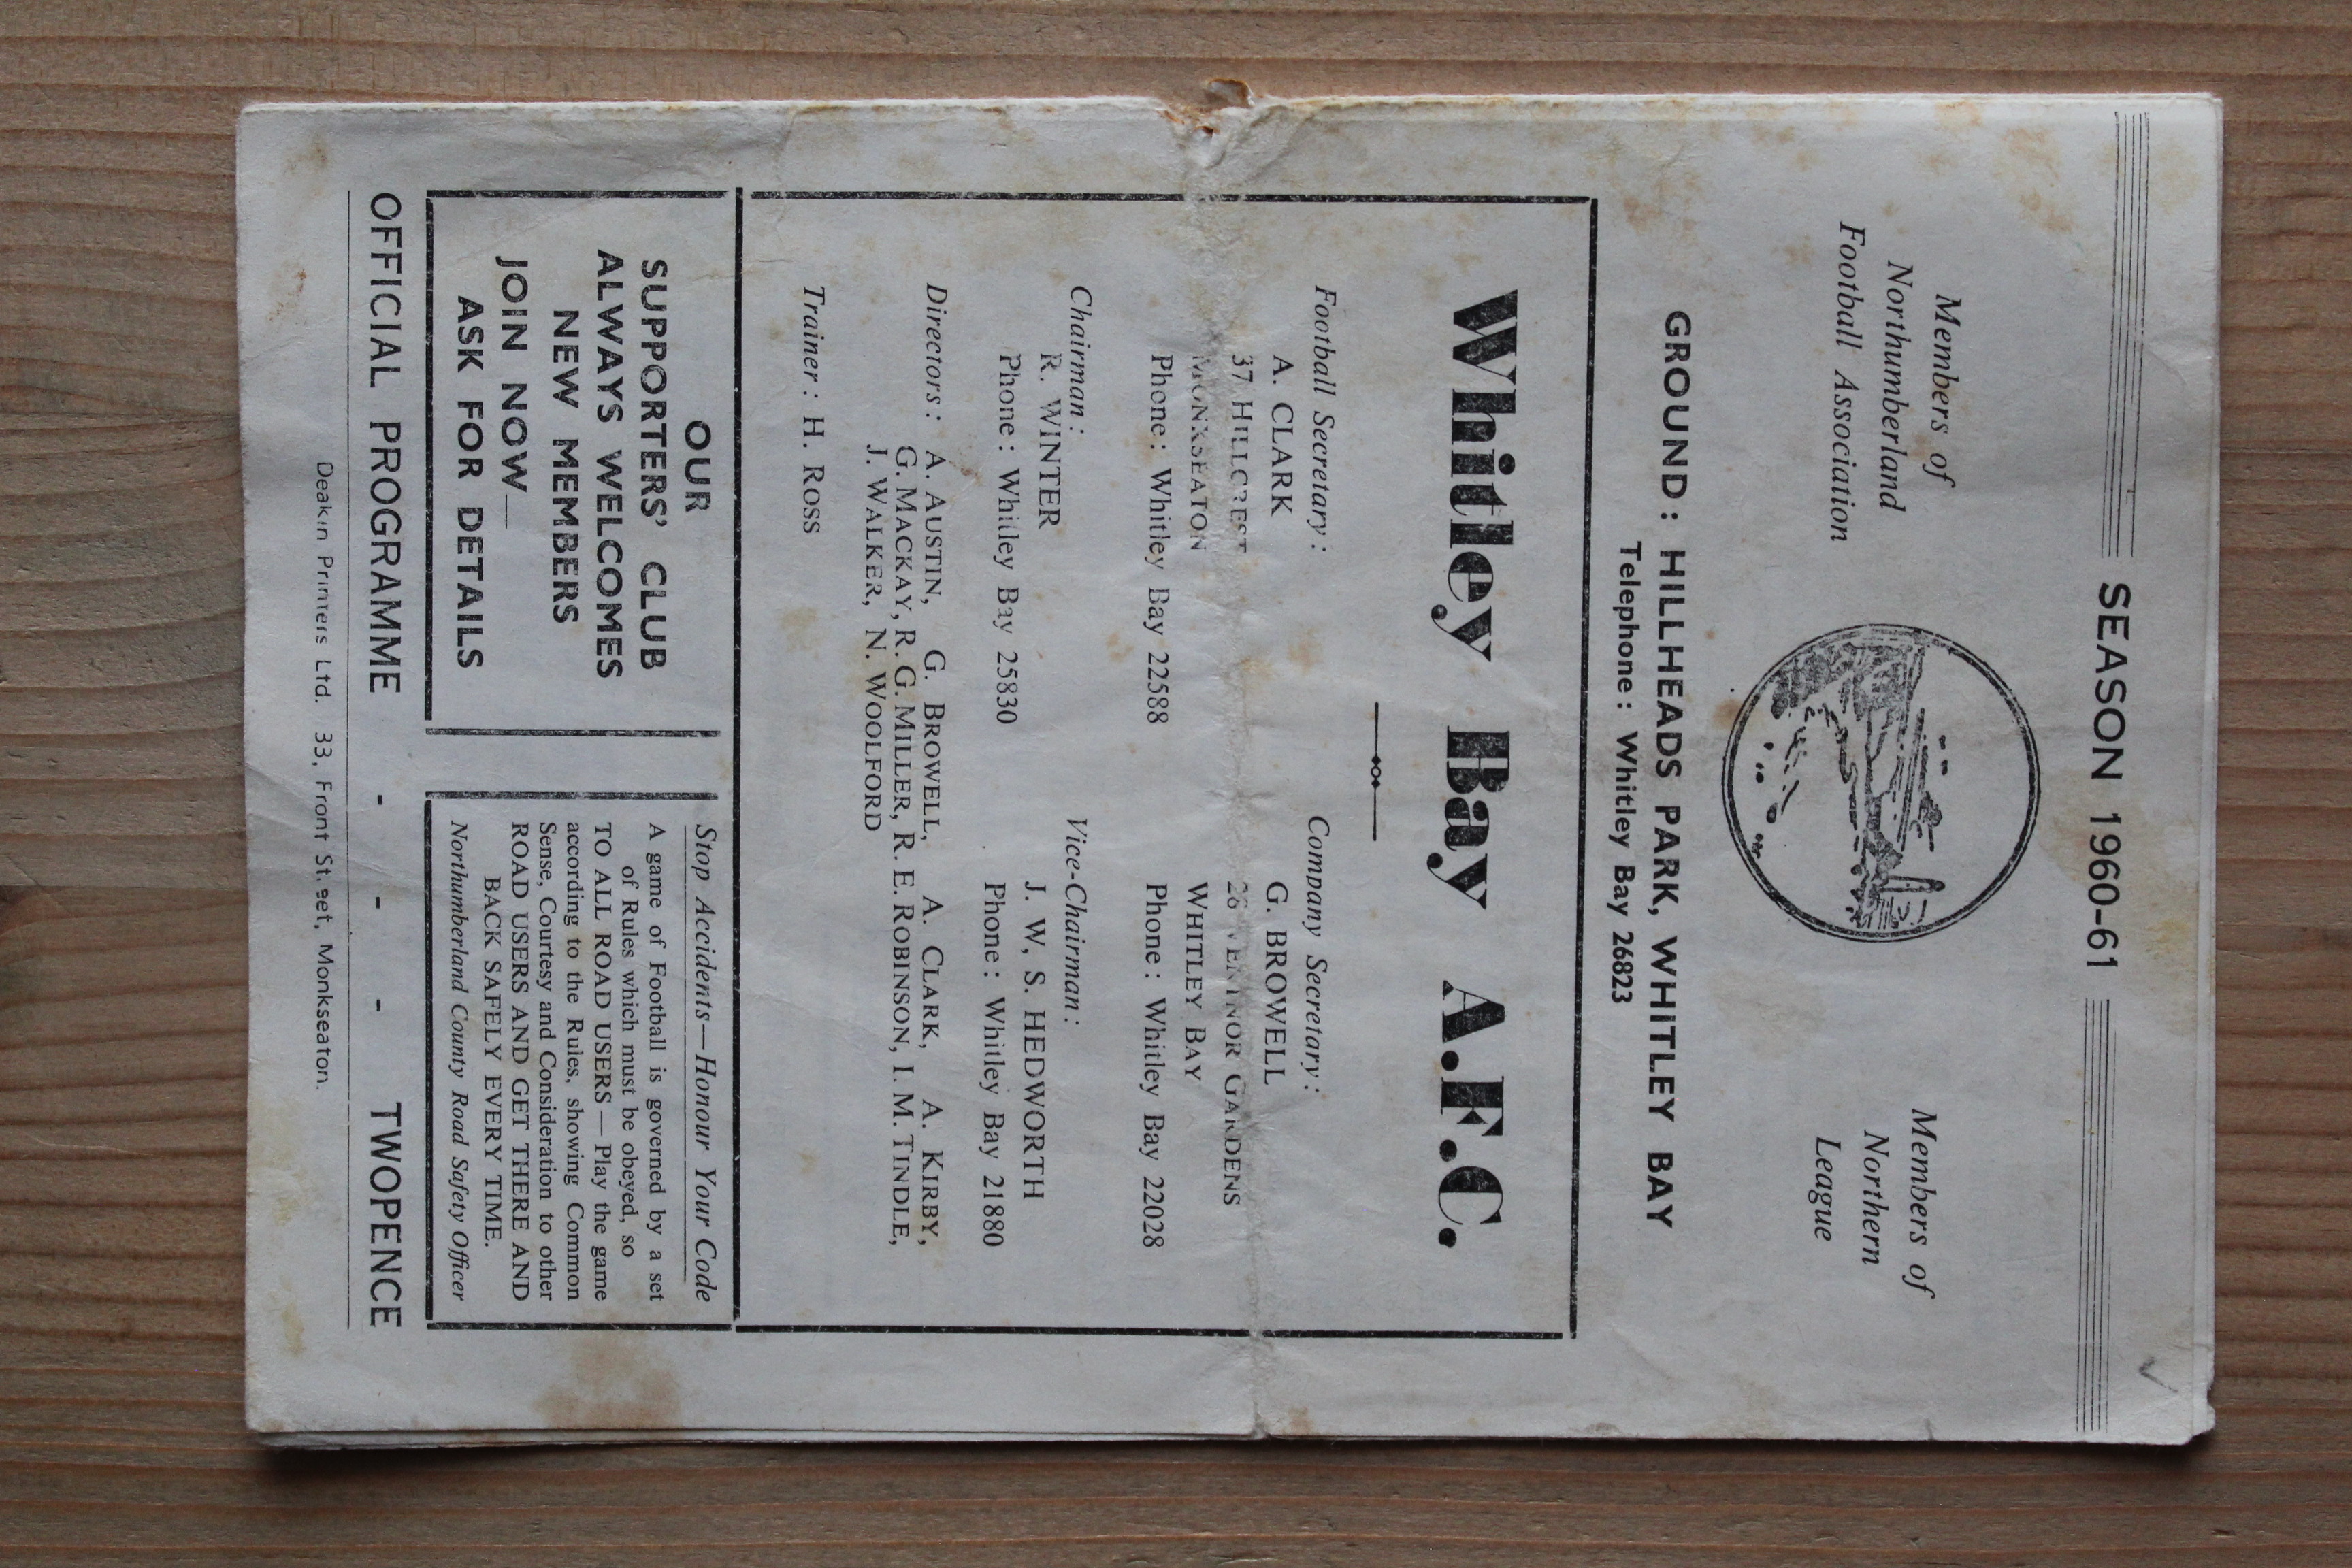 SEASON 1960-61
Members of
Northumberland
Football Association
Members of
Northern
League
GROUND : HILLHEADS PARK, WHITLEY BAY
Telephone : Whitley Bay 26823
Whitley Bay A.F.C.
Football Secretary :
A. CLARK
37 HILLCREST
MONKSEATON
Phone : Whitley Bay 22588
Company Secretary :
G. BROWELL
26 VENTNOR GARDENS
WHITLEY BAY
Phone : Whitley Bay 22028
Chairman :
R. WINTER
Phone : Whitley Bay 25830
Vice-Chairman :
J. W, S. HEDWORTH
Phone : Whitley Bay 21880
Directors : A. AUSTIN, G. BROWELL, A. CLARK, A. KIRBY,
G. MACKAY, R. G. MILLER, R. E. ROBINSON, I. M. TINDLE,
J. WALKER, N. WOOLFORD
Trainer : H. ROSS
OUR
SUPPORTERS' CLUB
ALWAYS WELCOMES
NEW MEMBERS
JOIN NOW—
ASK FOR DETAILS
Stop Accidents—Honour Your Code
A game of Football is governed by a set
of Rules which must be obeyed, so
TO ALL ROAD USERS—Play the game
according to the Rules, showing Common
Sense, Courtesy and Consideration to other
ROAD USERS AND GET THERE AND
BACK SAFELY EVERY TIME.
Northumberland County Road Safety Officer
OFFICIAL PROGRAMME - - - TWOPENCE
Deakin Printers Ltd. 33, Front Street, Monkseaton.